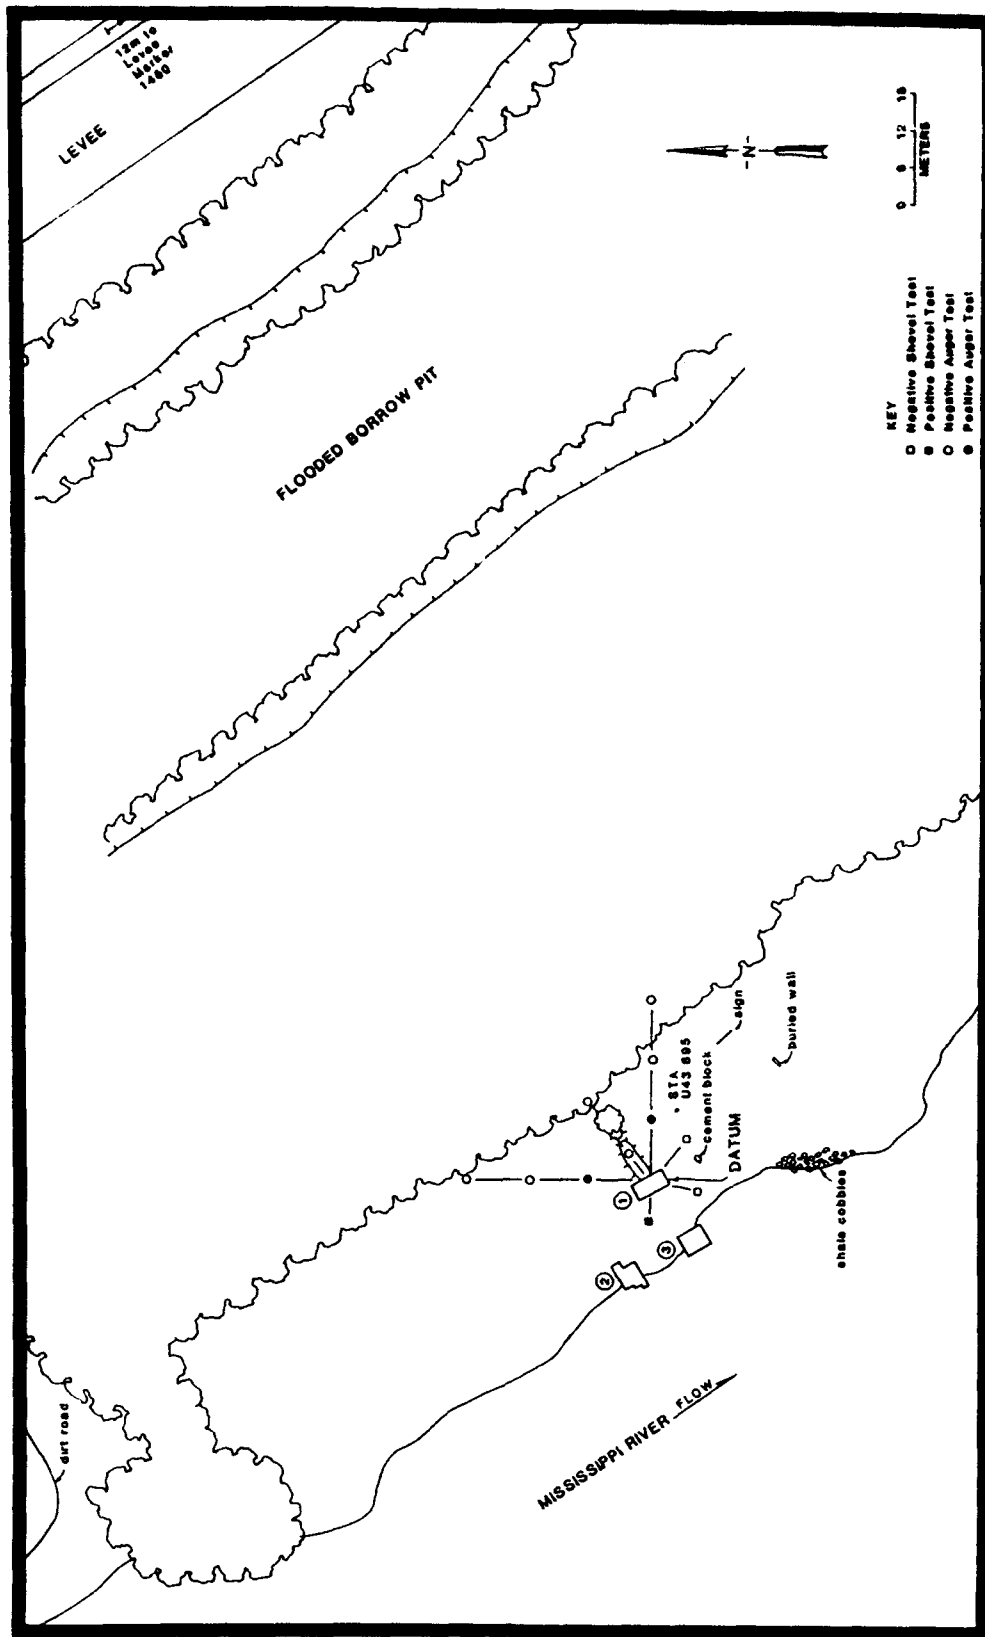 12m to
Levee
Marker
1460
LEVEE
FLOODED BORROW PIT
-N-
0 6 12 18
METERS
KEY
Negative Shovel Test
Positive Shovel Test
Negative Auger Test
Positive Auger Test
dirt road
MISSISSIPPI RIVER FLOW
1
2
3
STA
U43 695
cement block
sign
buried wall
DATUM
shale cobbles